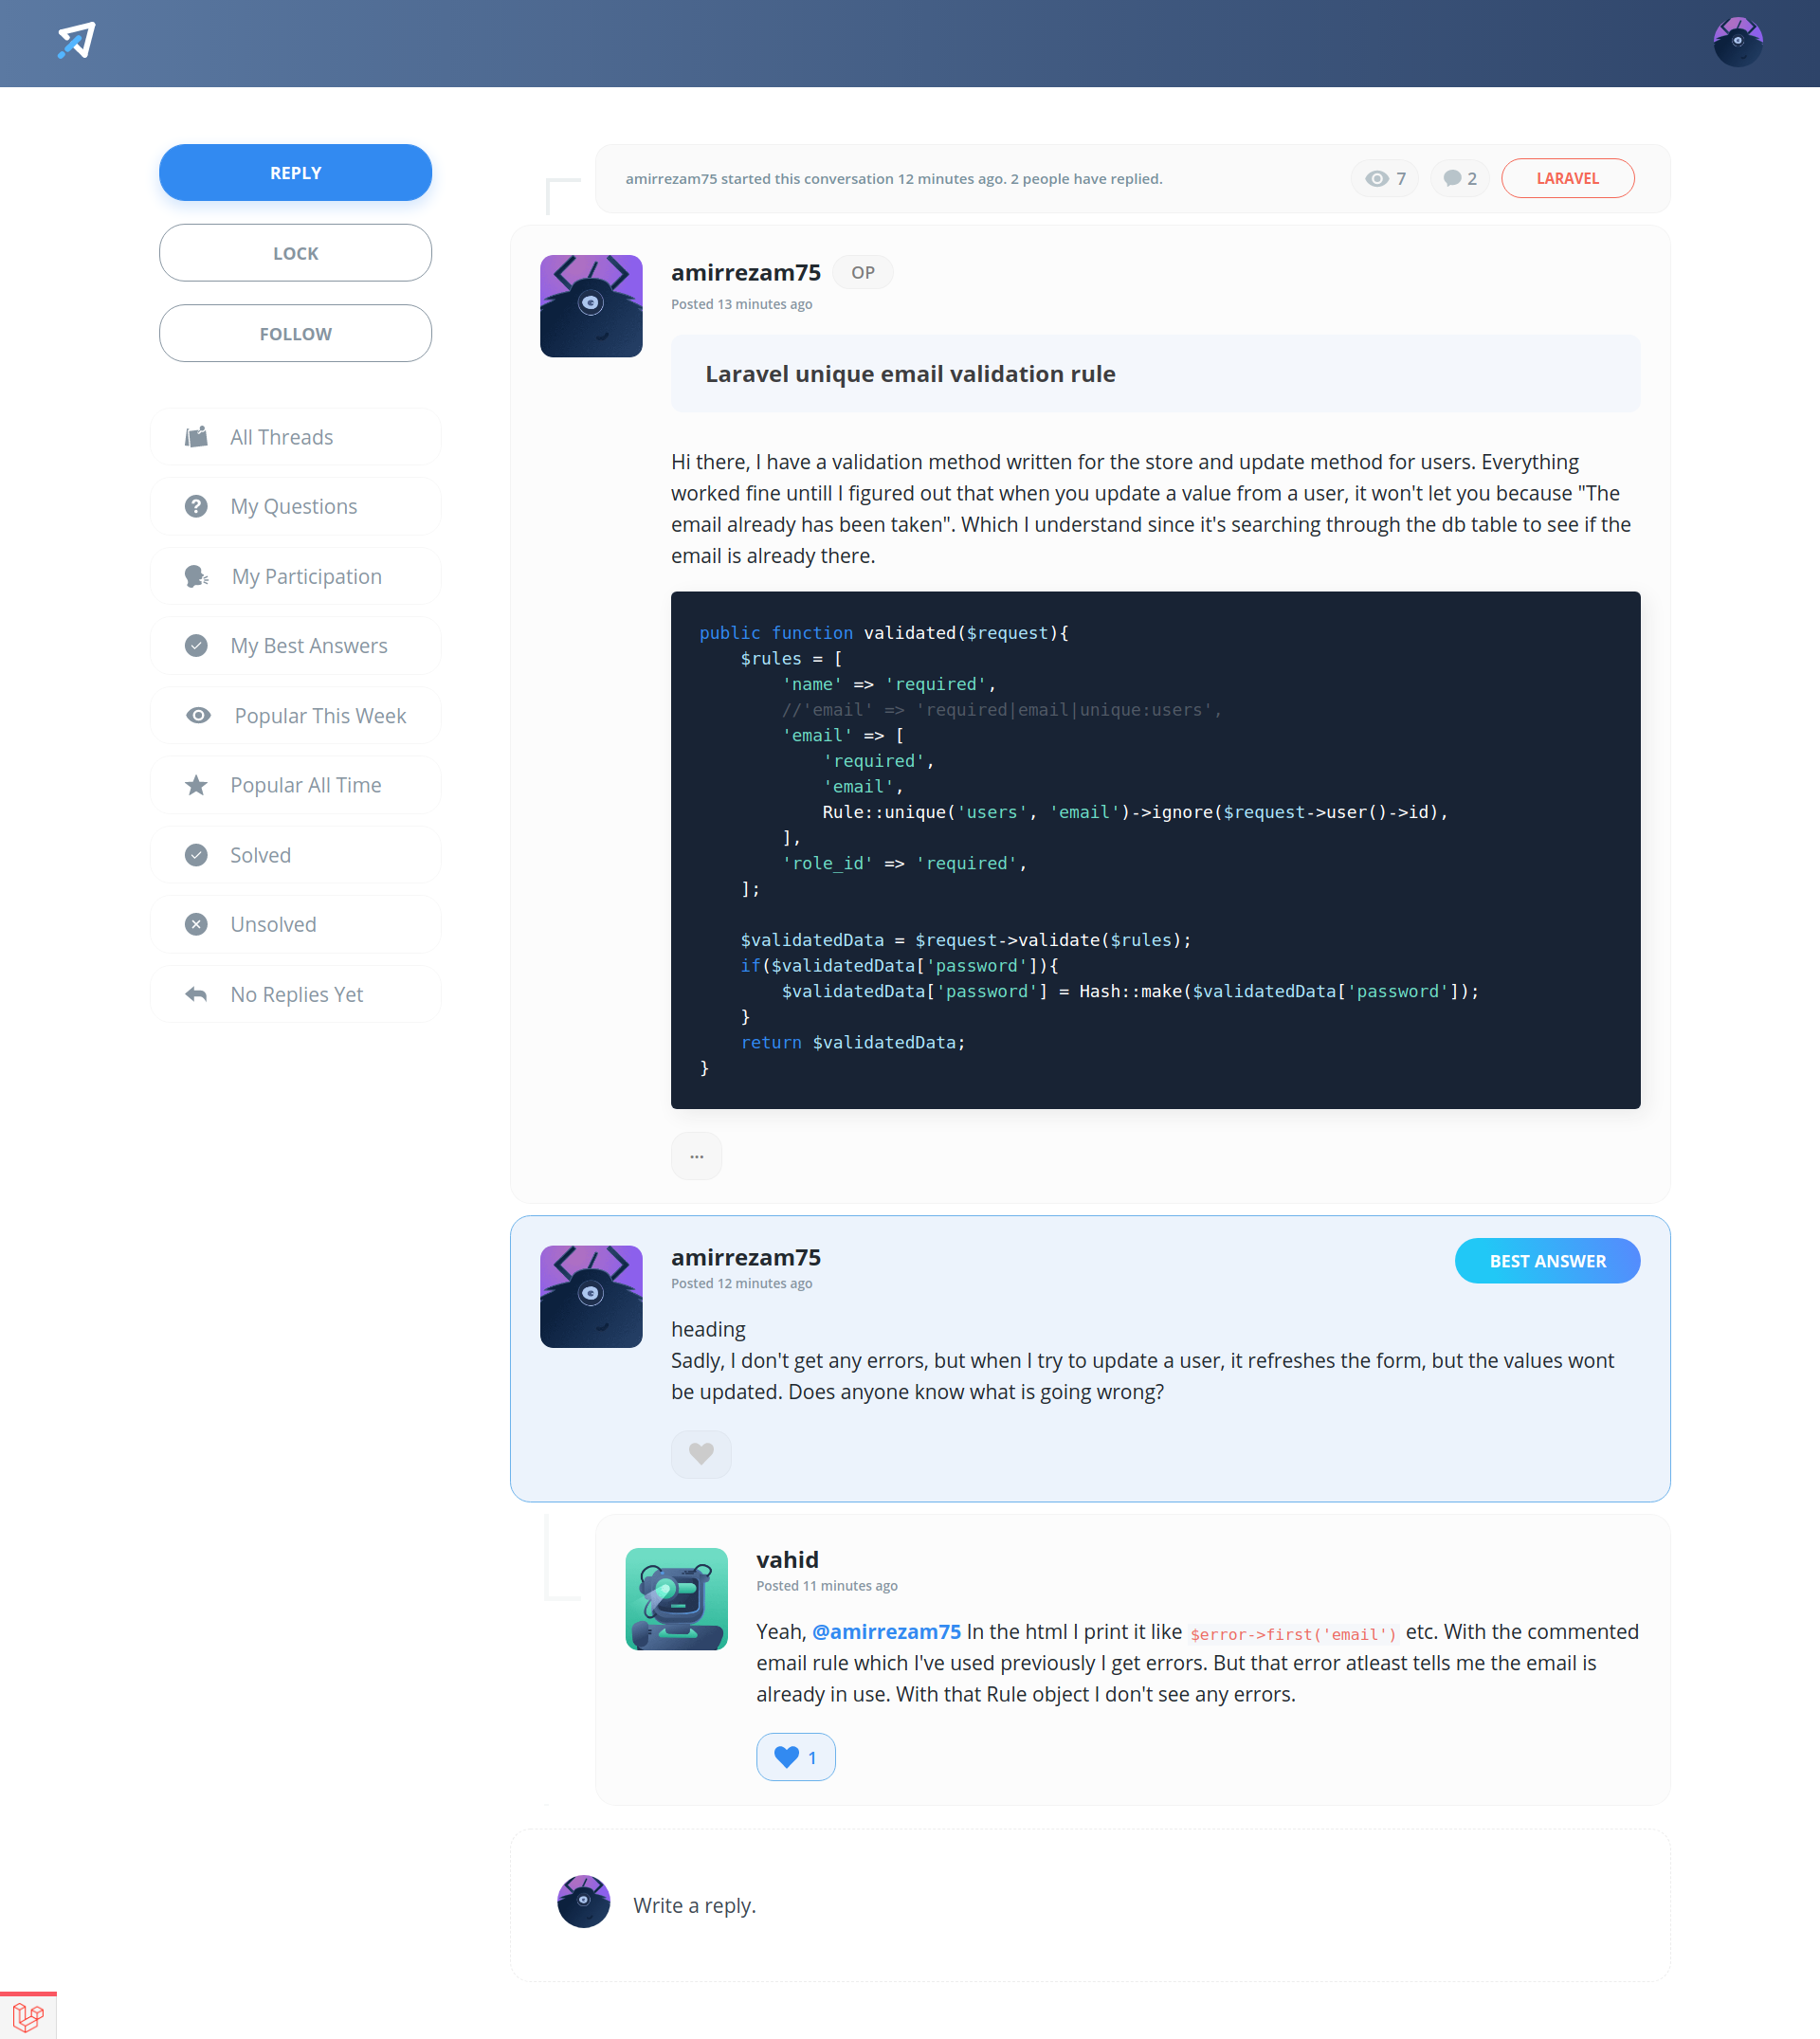 REPLY
LOCK
FOLLOW
All Threads
My Questions
My Participation
My Best Answers
Popular This Week
Popular All Time
Solved
Unsolved
No Replies Yet
amirrezam75 started this conversation 12 minutes ago. 2 people have replied.
7
2
LARAVEL
amirrezam75 OP
Posted 13 minutes ago
Laravel unique email validation rule
Hi there, I have a validation method written for the store and update method for users. Everything
worked fine untill I figured out that when you update a value from a user, it won't let you because "The
email already has been taken". Which I understand since it's searching through the db table to see if the
email is already there.
public function validated($request){
    $rules = [
        'name' => 'required',
        //'email' => 'required|email|unique:users',
        'email' => [
            'required',
            'email',
            Rule::unique('users', 'email')->ignore($request->user()->id),
        ],
        'role_id' => 'required',
    ];
    $validatedData = $request->validate($rules);
    if($validatedData['password']){
        $validatedData['password'] = Hash::make($validatedData['password']);
    }
    return $validatedData;
}
...
amirrezam75
BEST ANSWER
Posted 12 minutes ago
heading
Sadly, I don't get any errors, but when I try to update a user, it refreshes the form, but the values wont
be updated. Does anyone know what is going wrong?
vahid
Posted 11 minutes ago
Yeah, @amirrezam75 In the html I print it like $error->first('email') etc. With the commented
email rule which I've used previously I get errors. But that error atleast tells me the email is
already in use. With that Rule object I don't see any errors.
1
Write a reply.